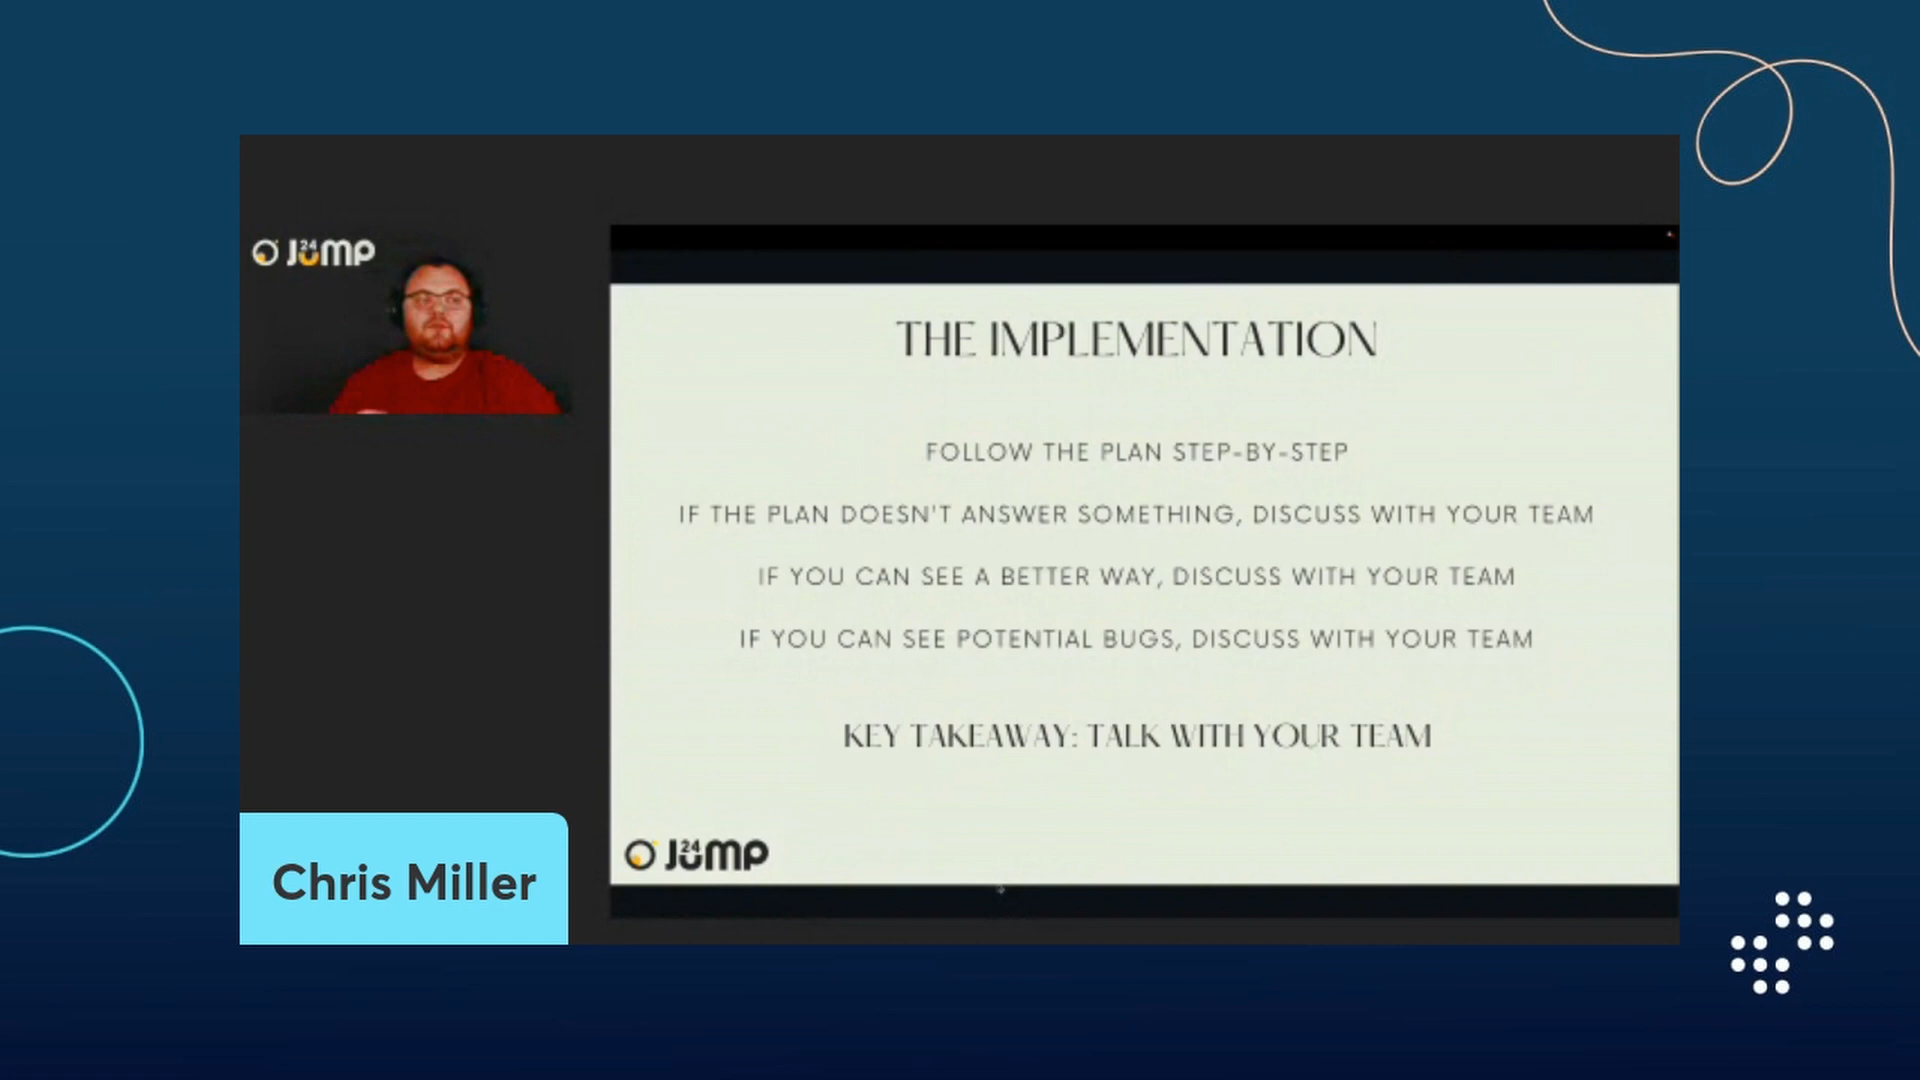 JUMP
24
THE IMPLEMENTATION
FOLLOW THE PLAN STEP-BY-STEP
IF THE PLAN DOESN'T ANSWER SOMETHING, DISCUSS WITH YOUR TEAM
IF YOU CAN SEE A BETTER WAY, DISCUSS WITH YOUR TEAM
IF YOU CAN SEE POTENTIAL BUGS, DISCUSS WITH YOUR TEAM
KEY TAKEAWAY: TALK WITH YOUR TEAM
JUMP
24
Chris Miller